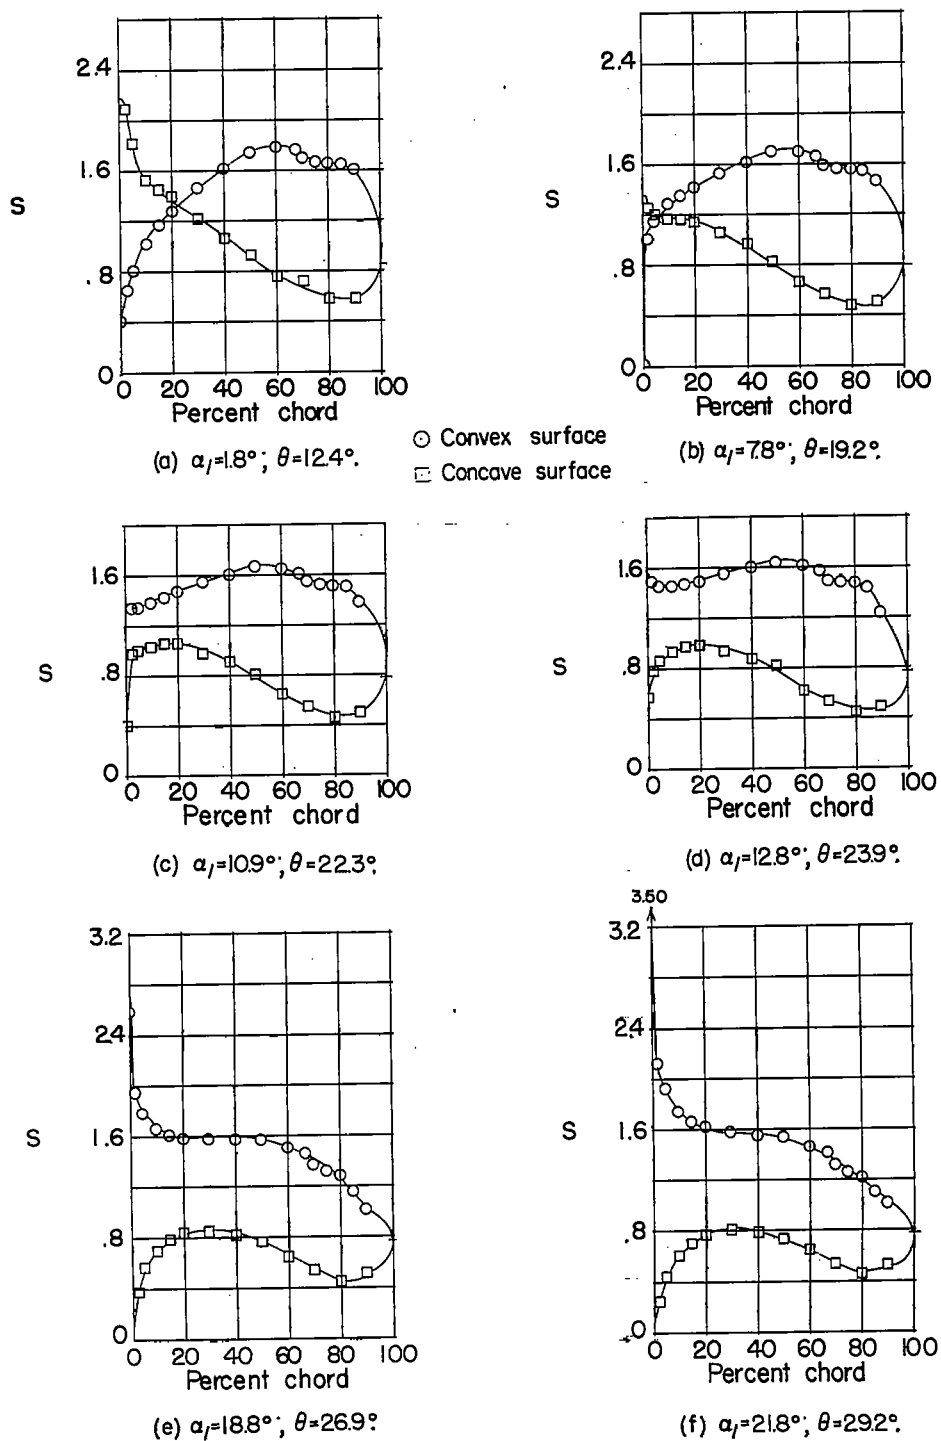 2.4
1.6
S
.8
0
0 20 40 60 80 100
Percent chord
(a) α₁=1.8°; θ=12.4°.
2.4
1.6
S
.8
0
0 20 40 60 80 100
Percent chord
(b) α₁=7.8°; θ=19.2°.
Convex surface
Concave surface
1.6
S
.8
0
0 20 40 60 80 100
Percent chord
(c) α₁=10.9°; θ=22.3°.
1.6
S
.8
0
0 20 40 60 80 100
Percent chord
(d) α₁=12.8°; θ=23.9°.
3.2
2.4
1.6
S
.8
0
0 20 40 60 80 100
Percent chord
(e) α₁=18.8°; θ=26.9°.
3.50
3.2
2.4
1.6
S
.8
0
0 20 40 60 80 100
Percent chord
(f) α₁=21.8°; θ=29.2°.